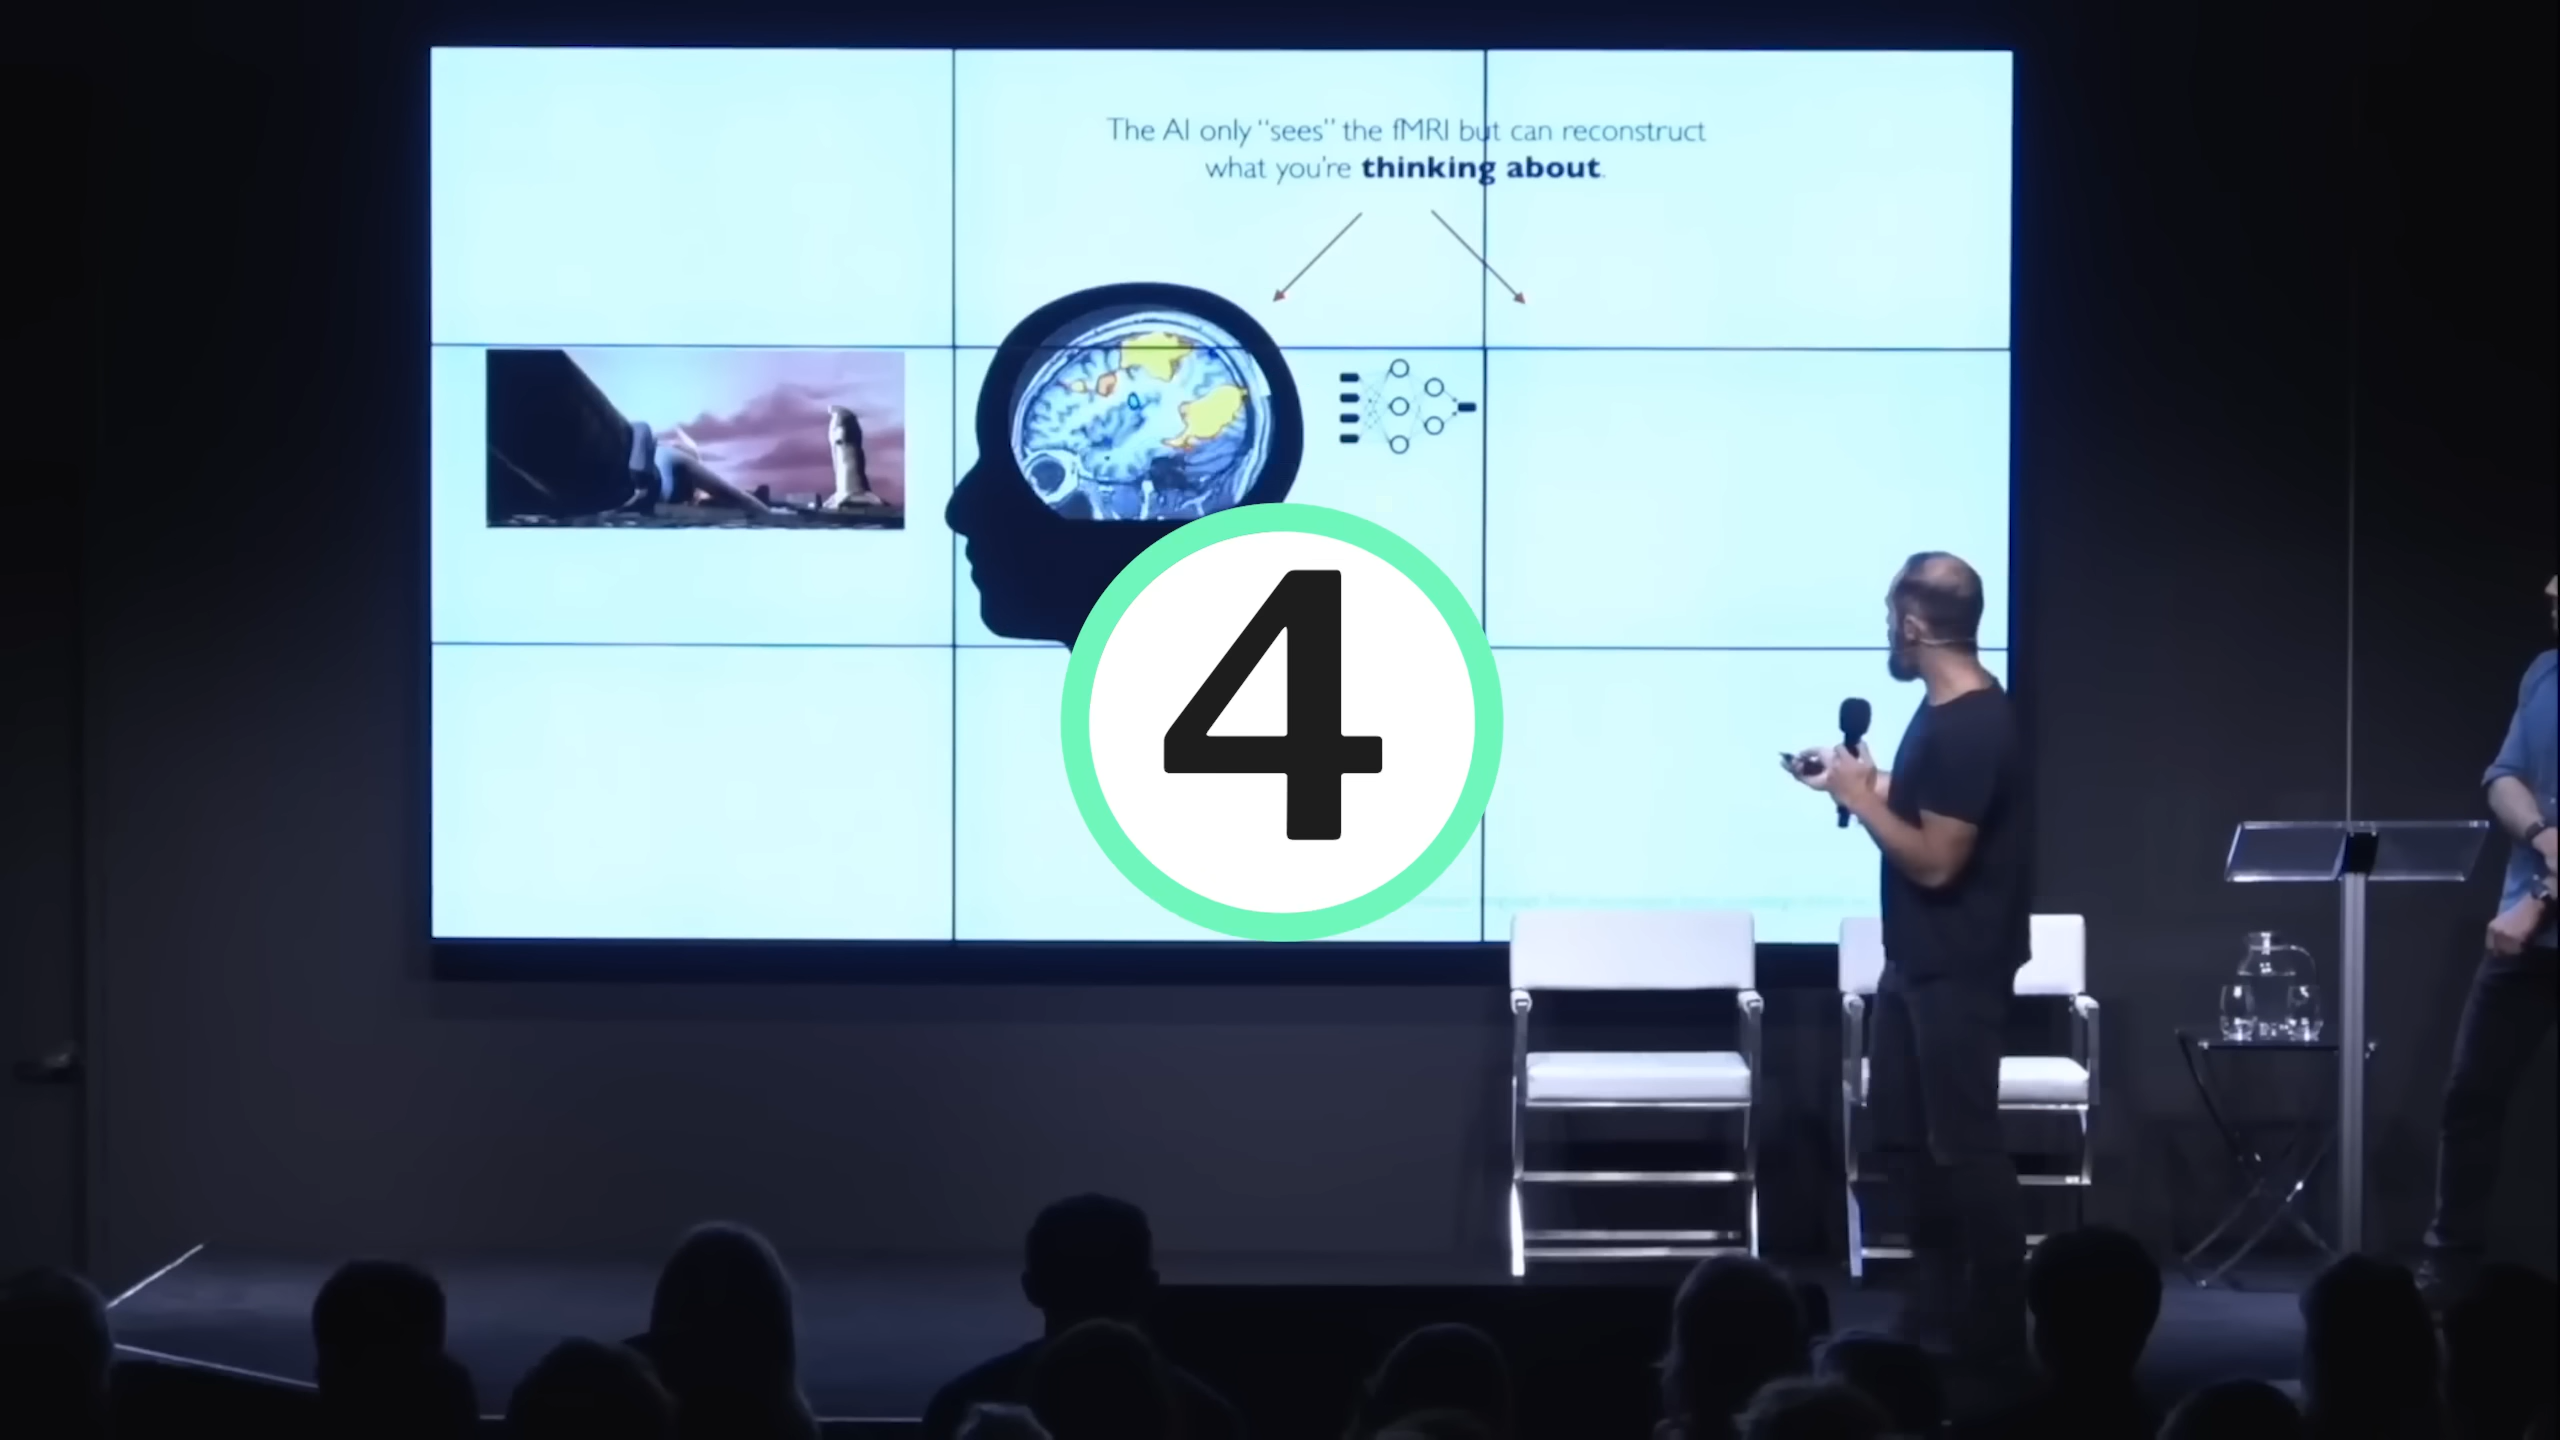 The AI only “sees” the fMRI but can reconstruct
what you're thinking about.
4